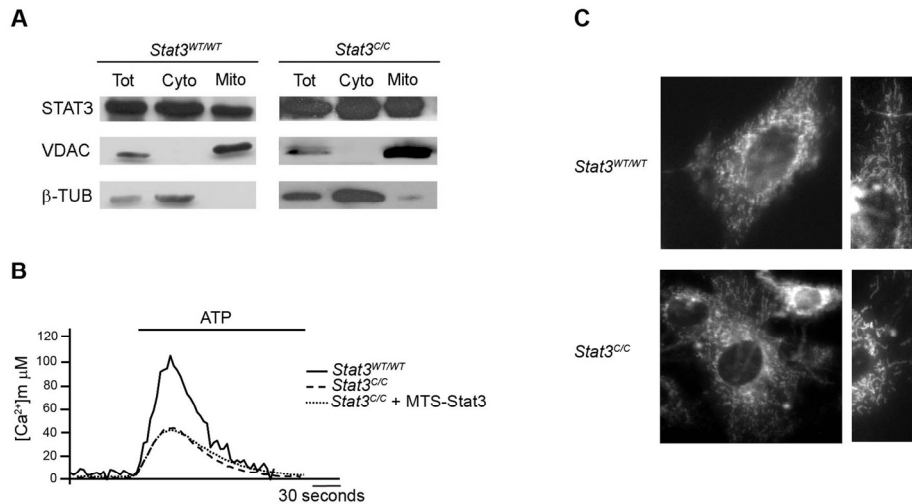 A
Stat3WT/WT
Stat3C/C
Tot Cyto Mito
Tot Cyto Mito
STAT3
VDAC
β-TUB
B
ATP
[Ca2+]m μM
120
100
80
60
40
20
0
Stat3WT/WT
Stat3C/C
Stat3C/C + MTS-Stat3
30 seconds
C
Stat3WT/WT
Stat3C/C